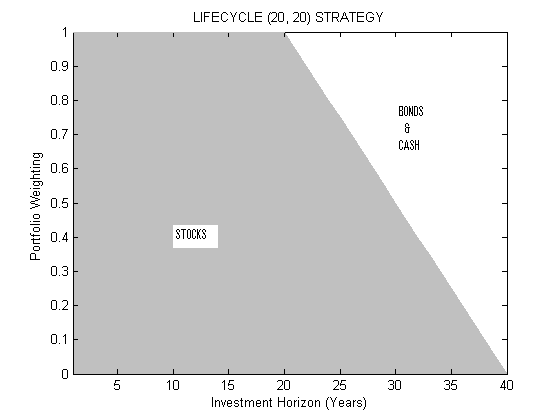 LIFECYCLE (20, 20) STRATEGY
1
0.9
0.8
0.7
0.6
0.5
0.4
0.3
0.2
0.1
0
Portfolio Weighting
BONDS
&
CASH
STOCKS
5 10 15 20 25 30 35 40
Investment Horizon (Years)